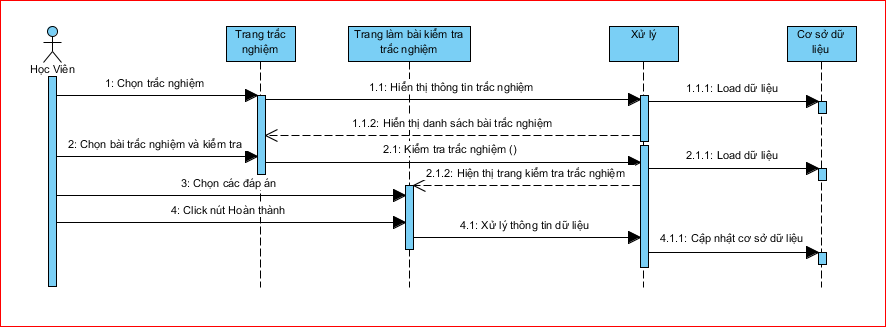 Trang trắc
nghiệm
Trang làm bài kiểm tra
trắc nghiệm
Xử lý
Cơ sở dữ
liệu
Học Viên
1: Chọn trắc nghiệm
1.1: Hiển thị thông tin trắc nghiệm
1.1.1: Load dữ liệu
1.1.2: Hiển thị danh sách bài trắc nghiệm
2: Chọn bài trắc nghiệm và kiểm tra
2.1: Kiểm tra trắc nghiệm ()
2.1.1: Load dữ liệu
2.1.2: Hiện thị trang kiểm tra trắc nghiệm
3: Chọn các đáp án
4: Click nút Hoàn thành
4.1: Xử lý thông tin dữ liệu
4.1.1: Cập nhật cơ sở dữ liệu